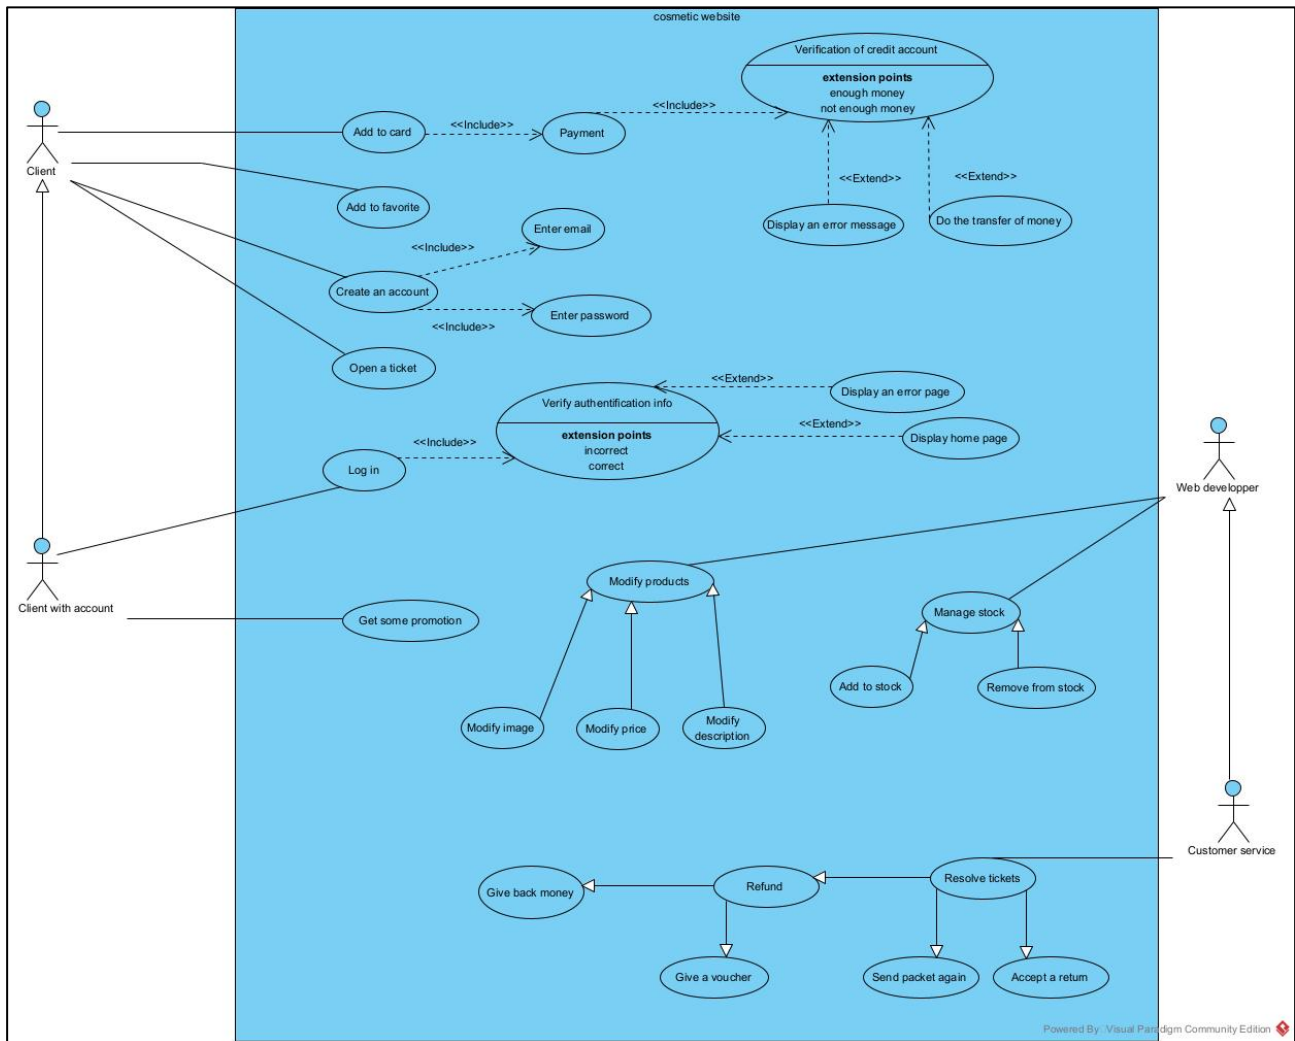 cosmetic website
Verification of credit account
extension points
enough money
not enough money
<<Include>>
Add to card
<<Include>>
Payment
Client
<<Extend>>
<<Extend>>
Add to favorite
Display an error message
Do the transfer of money
Enter email
<<Include>>
Create an account
Enter password
<<Include>>
Open a ticket
<<Extend>>
Display an error page
Verify authentification info
extension points
incorrect
correct
<<Extend>>
Display home page
<<Include>>
Log in
Web developper
Client with account
Modify products
Manage stock
Get some promotion
Add to stock
Remove from stock
Modify image
Modify price
Modify
description
Customer service
Give back money
Refund
Resolve tickets
Give a voucher
Send packet again
Accept a return
Powered By Visual Paradigm Community Edition